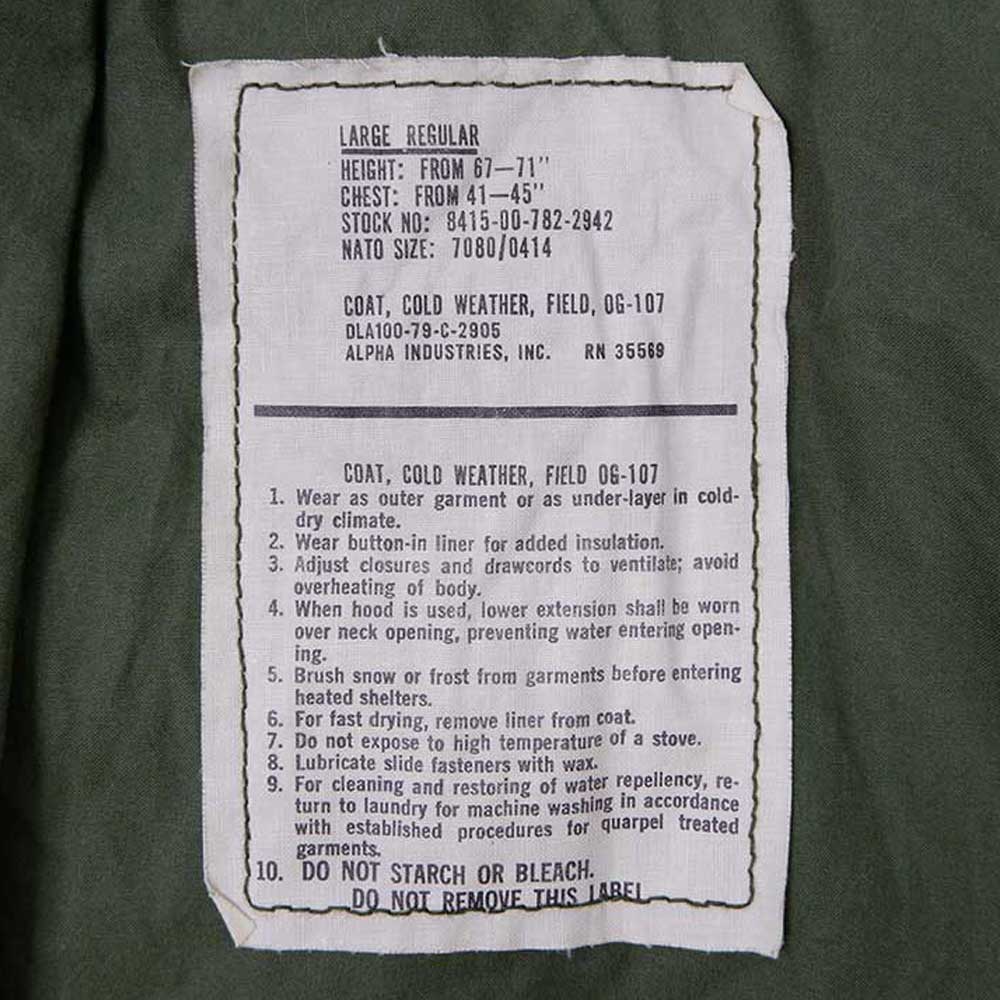 LARGE REGULAR
HEIGHT: FROM 67—71"
CHEST: FROM 41—45"
STOCK NO: 8415-00-782-2942
NATO SIZE: 7080/0414
COAT, COLD WEATHER, FIELD, OG-107
DLA100-79-C-2905
ALPHA INDUSTRIES, INC. RN 35569
COAT, COLD WEATHER, FIELD OG-107
1. Wear as outer garment or as under-layer in cold-
dry climate.
2. Wear button-in liner for added insulation.
3. Adjust closures and drawcords to ventilate; avoid
overheating of body.
4. When hood is used, lower extension shall be worn
over neck opening, preventing water entering open-
ing.
5. Brush snow or frost from garments before entering
heated shelters.
6. For fast drying, remove liner from coat.
7. Do not expose to high temperature of a stove.
8. Lubricate slide fasteners with wax.
9. For cleaning and restoring of water repellency, re-
turn to laundry for machine washing in accordance
with established procedures for quarpel treated
garments.
10. DO NOT STARCH OR BLEACH.
DO NOT REMOVE THIS LABEL